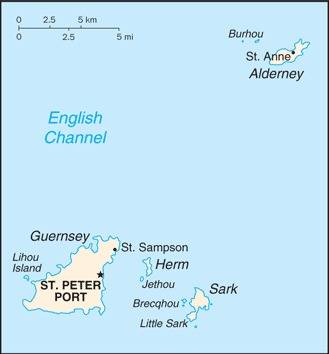 0 2.5 5 km
0 2.5 5 mi
Burhou
St. Anne
Alderney
English
Channel
Guernsey
St. Sampson
Lihou
Island
Herm
ST. PETER
PORT
Jethou
Sark
Brecqhou
Little Sark